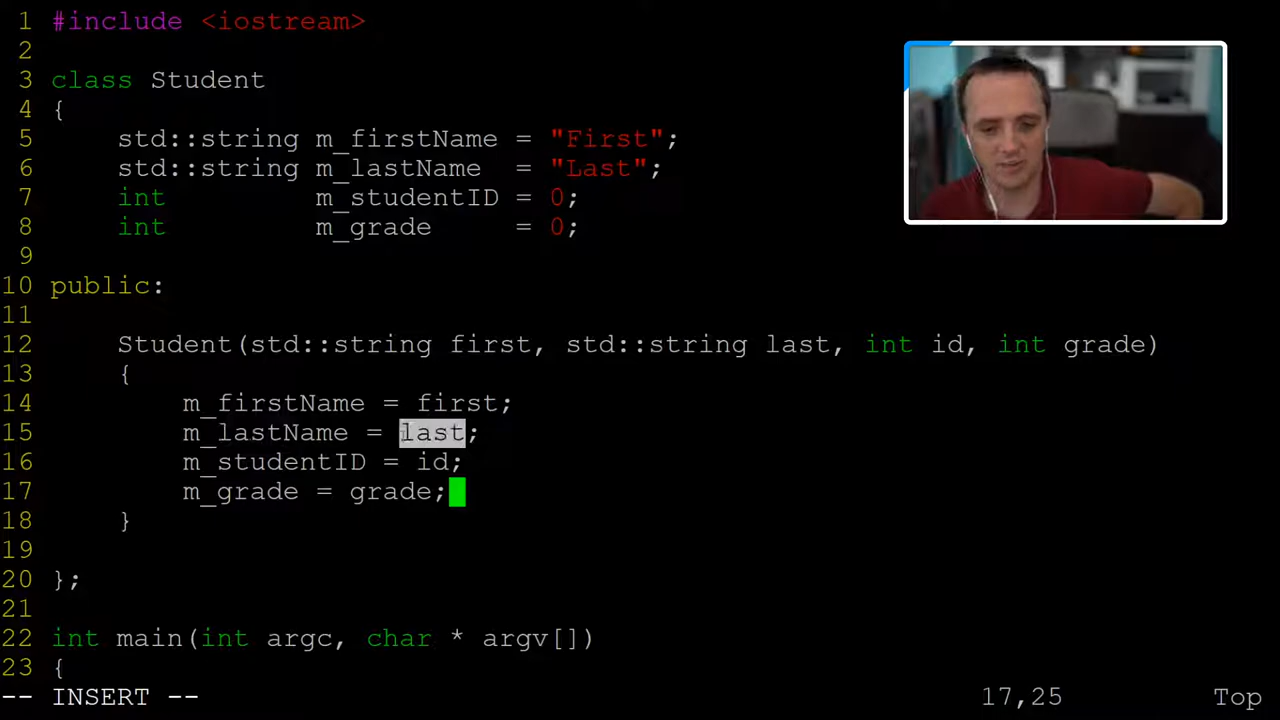 1 #include <iostream>
2
3 class Student
4 {
5     std::string m_firstName = "First";
6     std::string m_lastName  = "Last";
7     int         m_studentID = 0;
8     int         m_grade     = 0;
9
10 public:
11
12     Student(std::string first, std::string last, int id, int grade)
13     {
14         m_firstName = first;
15         m_lastName = last;
16         m_studentID = id;
17         m_grade = grade;
18     }
19
20 };
21
22 int main(int argc, char * argv[])
23 {
-- INSERT -- 17,25 Top